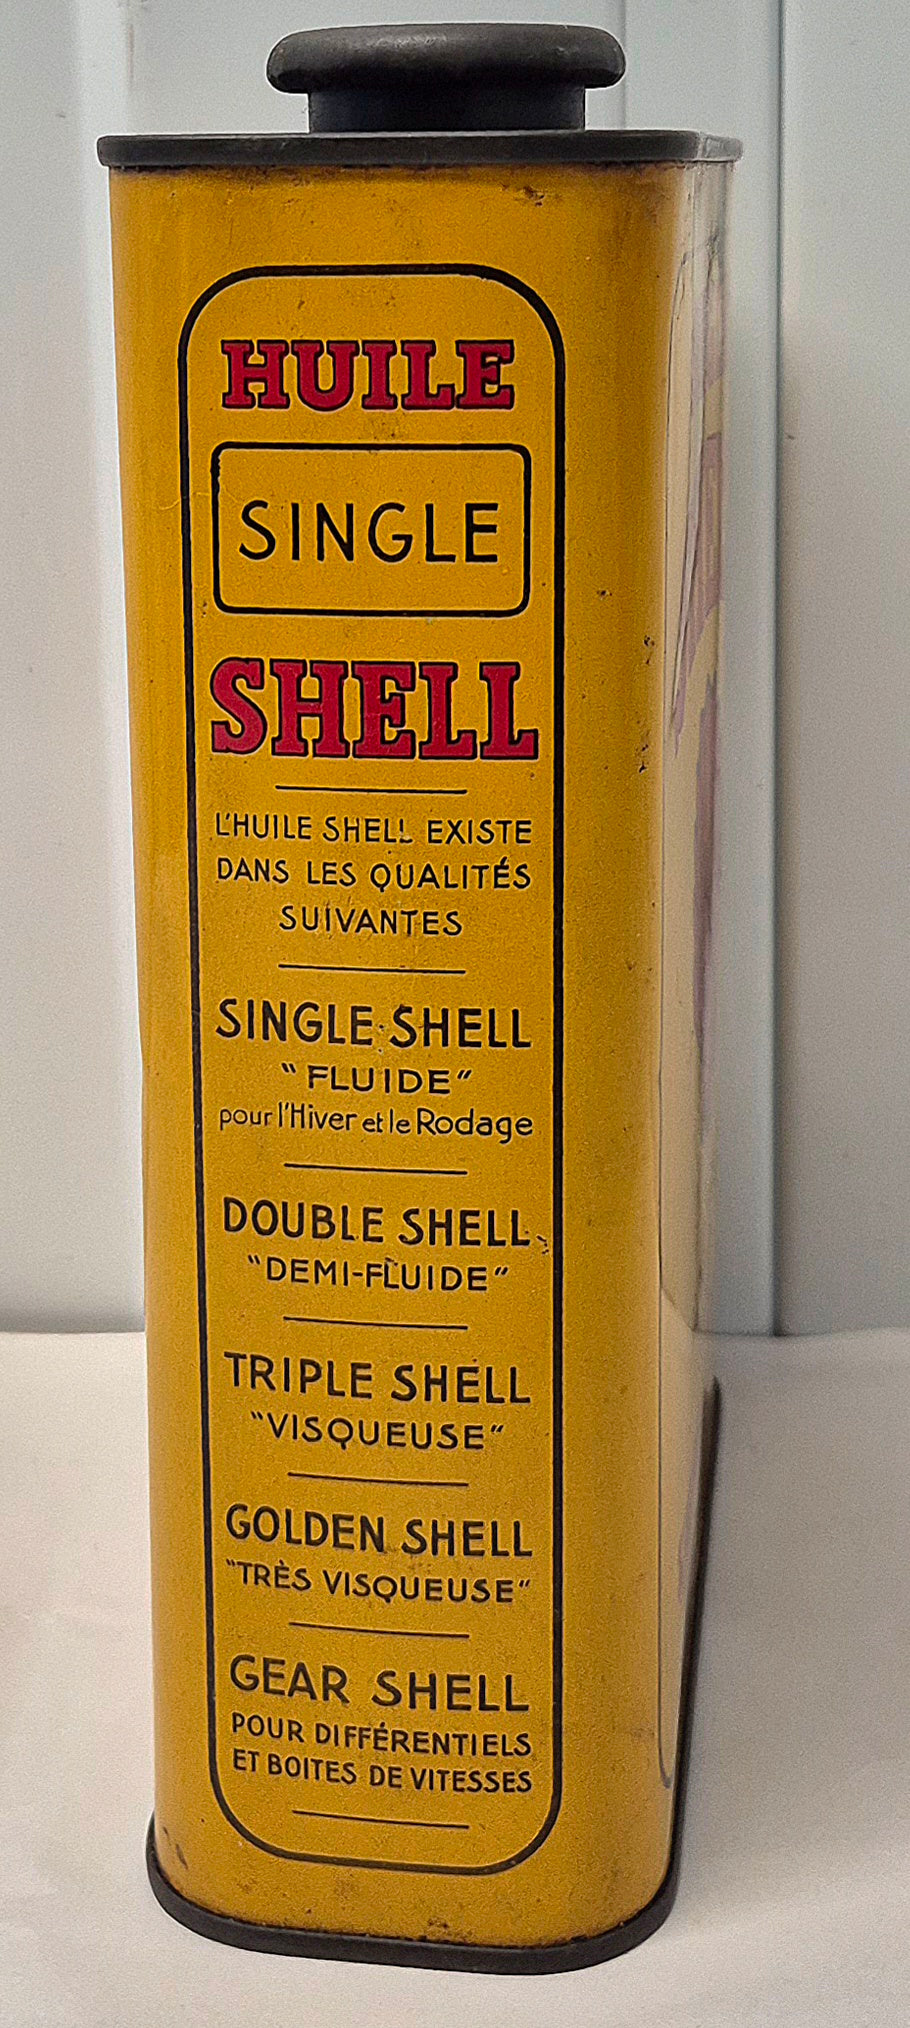 HUILE
SINGLE
SHELL
L'HUILE SHELL EXISTE
DANS LES QUALITÉS
SUIVANTES
SINGLE SHELL
"FLUIDE"
pour l'Hiver et le Rodage
DOUBLE SHELL
"DEMI-FLUIDE"
TRIPLE SHELL
"VISQUEUSE"
GOLDEN SHELL
"TRÈS VISQUEUSE"
GEAR SHELL
POUR DIFFÉRENTIELS
ET BOITES DE VITESSES